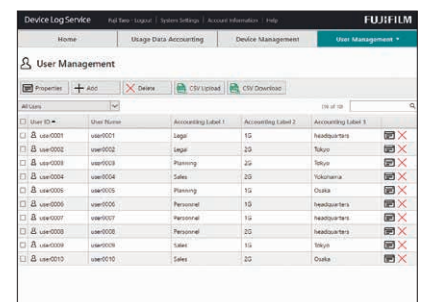 Device Log Service Fuji Taro · Logout | System Settings | Account Information | Help FUJIFILM
Home Usage Data Accounting Device Management User Management
User Management
Properties Add Delete CSV Upload CSV Download
All Users
User ID User Name Accounting Label 1 Accounting Label 2 Accounting Label 3
user0001 user0001 Legal 1G headquarters
user0002 user0002 Legal 2G Tokyo
user0003 user0003 Planning 2G Tokyo
user0004 user0004 Sales 2G Yokohama
user0005 user0005 Planning 1G Osaka
user0006 user0006 Personnel 1G headquarters
user0007 user0007 Personnel 1G headquarters
user0008 user0008 Personnel 2G headquarters
user0009 user0009 Sales 1G Tokyo
user0010 user0010 Sales 2G Osaka